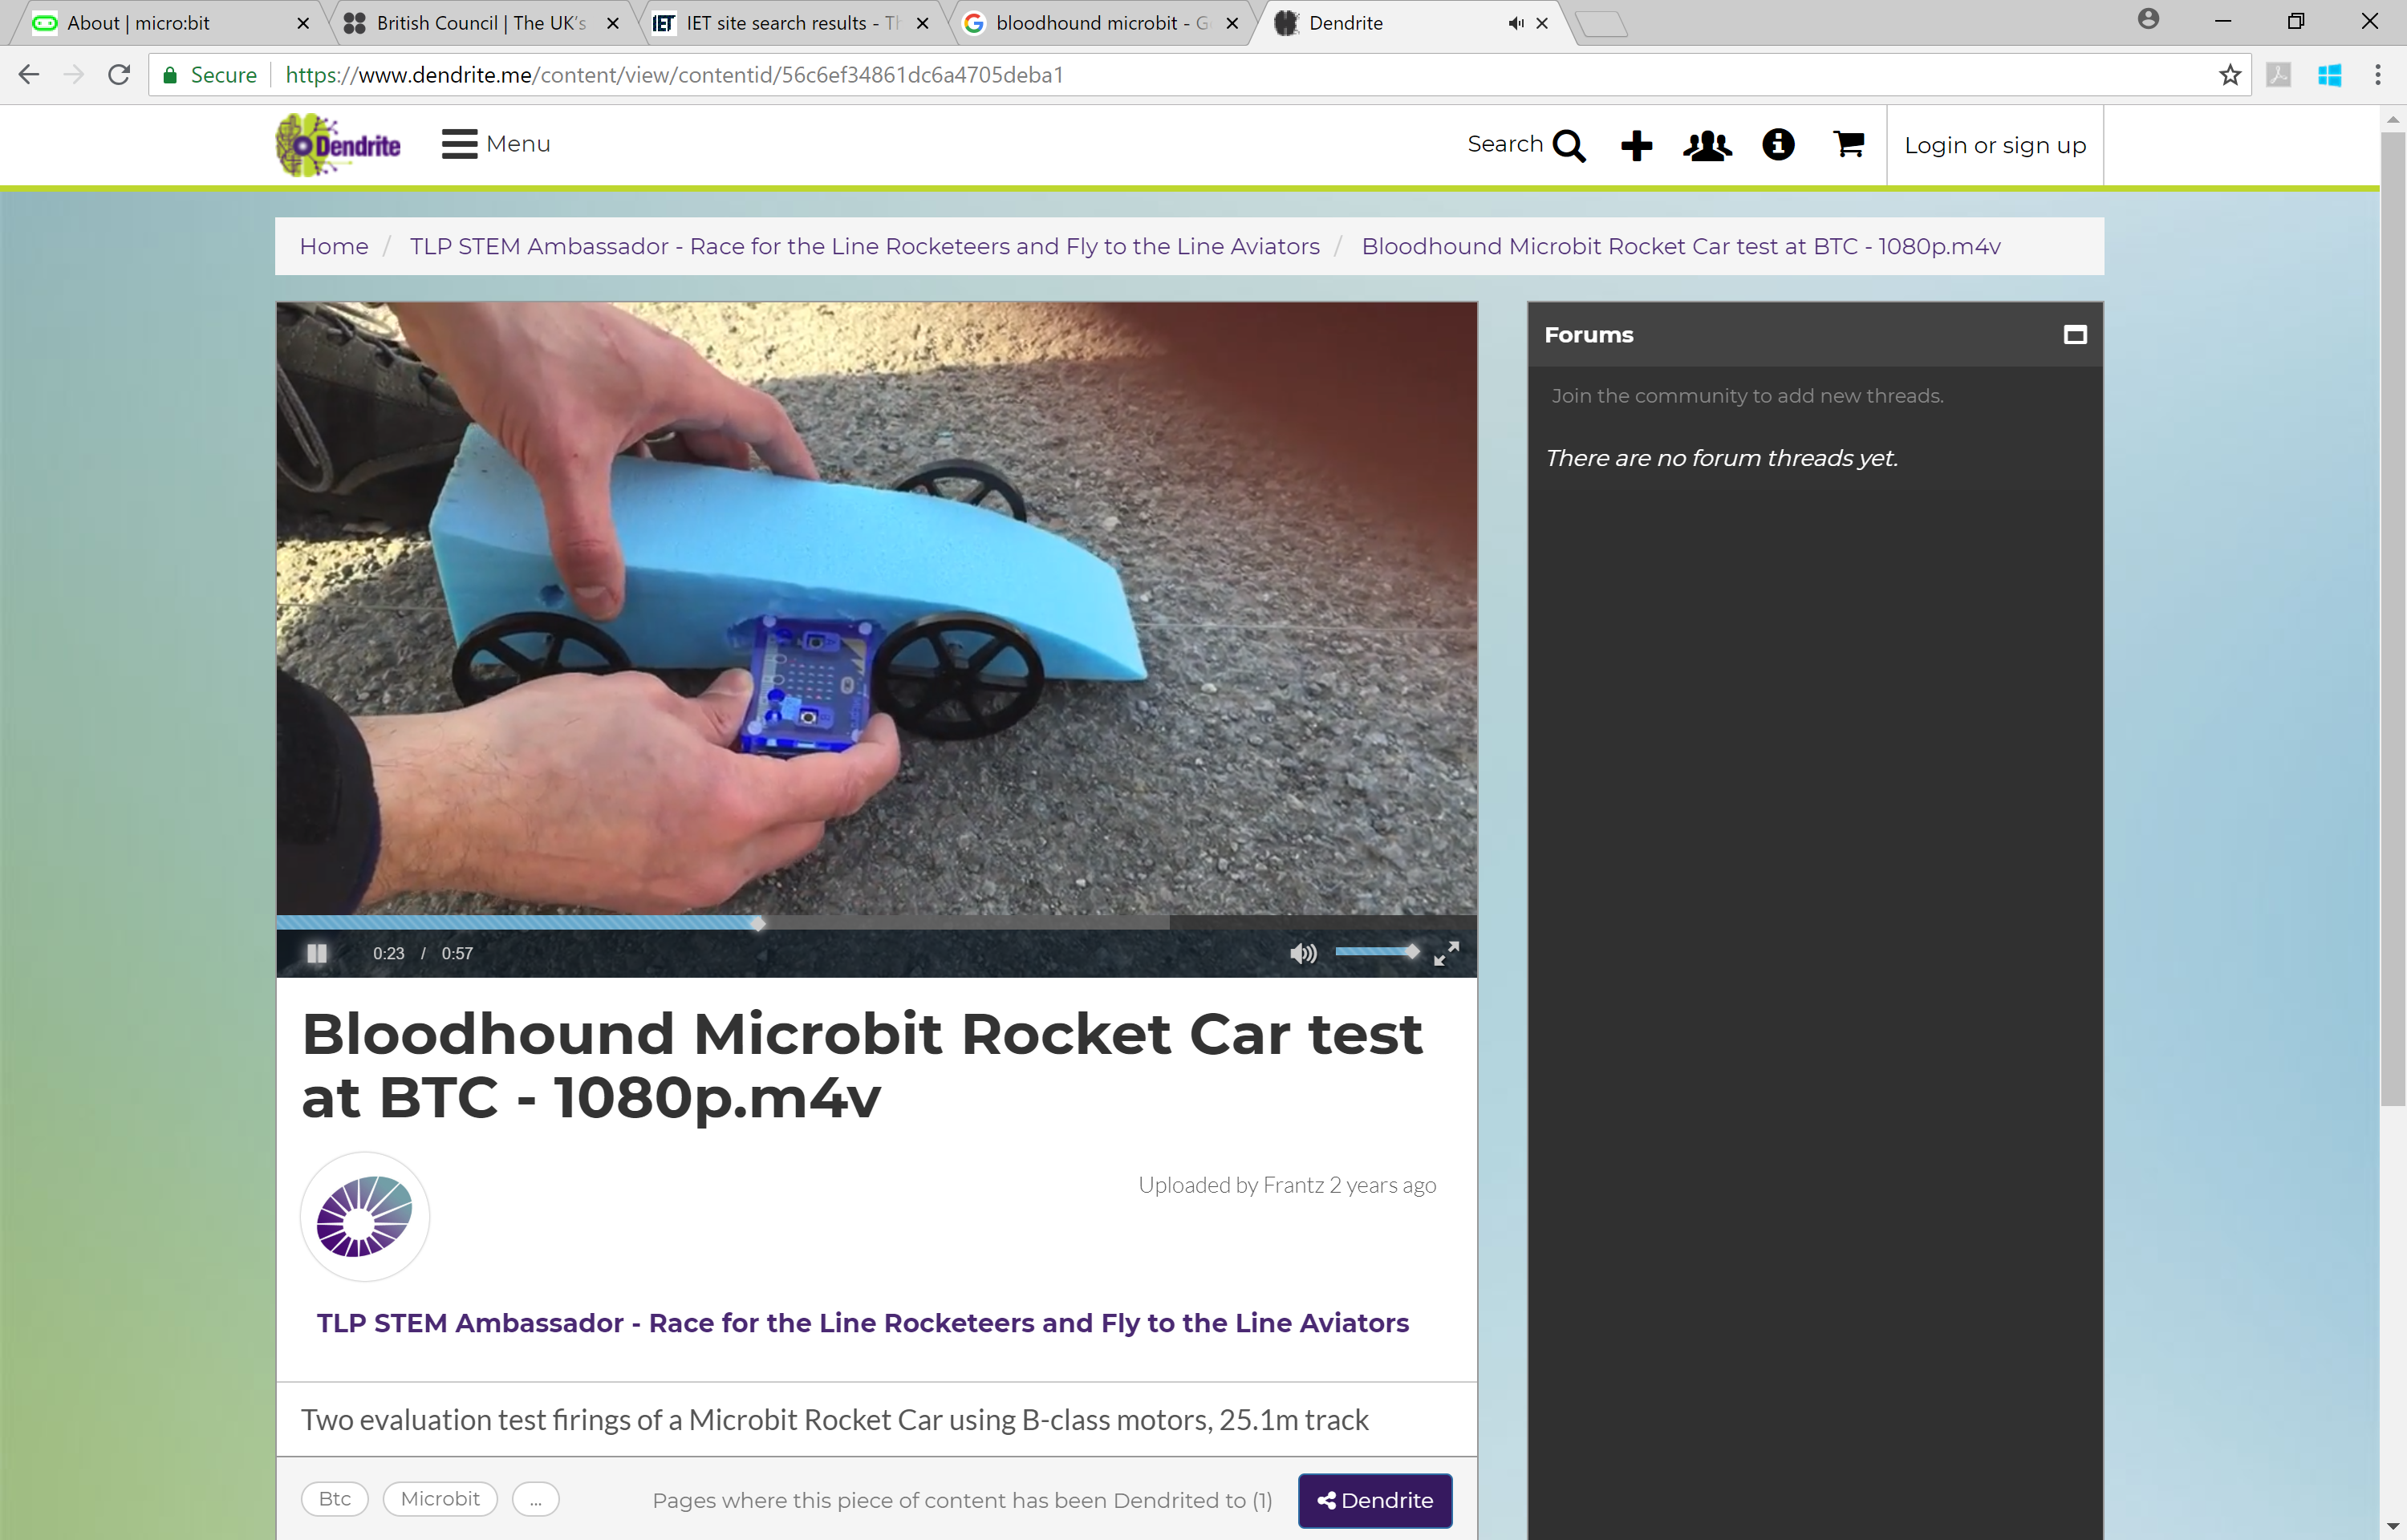 About | micro:bit
British Council | The UK's
IET
IET site search results - Th
bloodhound microbit - G
Dendrite
Secure
https://www.dendrite.me/content/view/contentid/56c6ef34861dc6a4705deba1
Dendrite
Menu
Search
Login or sign up
Home / TLP STEM Ambassador - Race for the Line Rocketeers and Fly to the Line Aviators / Bloodhound Microbit Rocket Car test at BTC - 1080p.m4v
Forums
Join the community to add new threads.
There are no forum threads yet.
0:23 / 0:57
Bloodhound Microbit Rocket Car test
at BTC - 1080p.m4v
Uploaded by Frantz 2 years ago
TLP STEM Ambassador - Race for the Line Rocketeers and Fly to the Line Aviators
Two evaluation test firings of a Microbit Rocket Car using B-class motors, 25.1m track
Btc
Microbit
...
Pages where this piece of content has been Dendrited to (1)
Dendrite